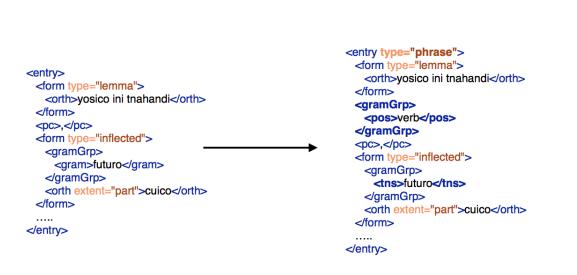 <entry>
<form type="lemma">
<orth>yosico ini tnahandi</orth>
</form>
<pc>,</pc>
<form type="inflected">
<gramGrp>
<gram>futuro</gram>
</gramGrp>
<orth extent="part">cuico</orth>
</form>
.....
</entry>
<entry type="phrase">
<form type="lemma">
<orth>yosico ini tnahandi</orth>
</form>
<gramGrp>
<pos>verb</pos>
</gramGrp>
<pc>,</pc>
<form type="inflected">
<gramGrp>
<tns>futuro</tns>
</gramGrp>
<orth extent="part">cuico</orth>
</form>
.....
</entry>